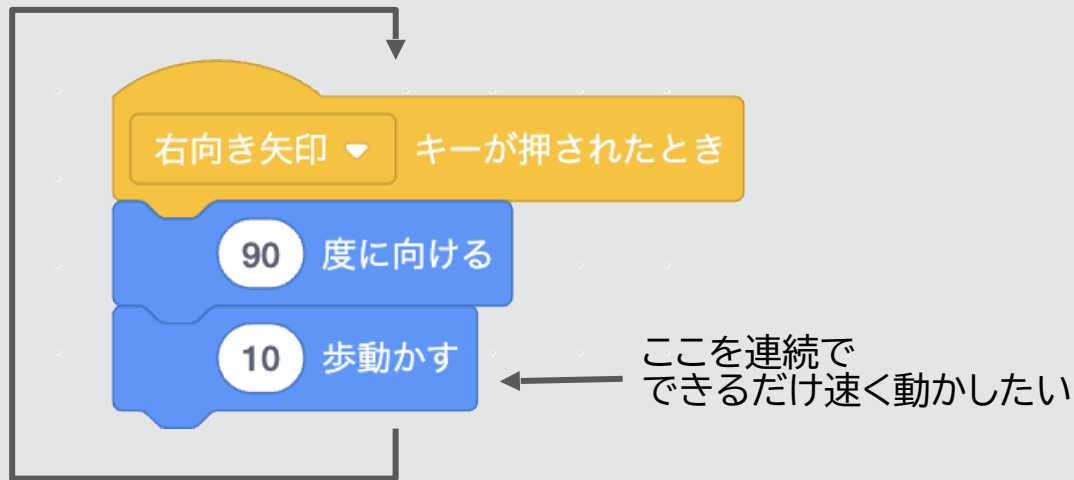 右向き矢印 キーが押されたとき
90 度に向ける
10 歩動かす
ここを連続で
できるだけ速く動かしたい